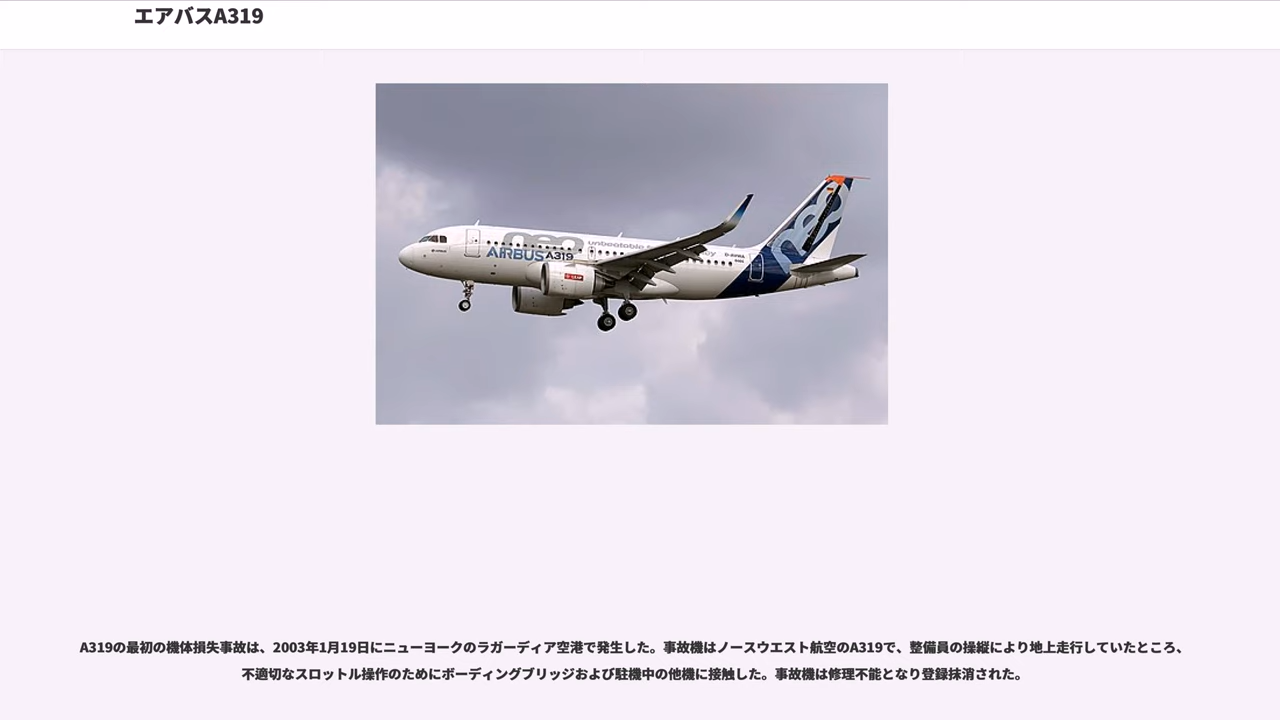 エアバスA319
neo
unbeatable
AIRBUS A319
A319の最初の機体損失事故は、2003年1月19日にニューヨークのラガーディア空港で発生した。事故機はノースウエスト航空のA319で、整備員の操縦により地上走行していたところ、
不適切なスロットル操作のためにボーディングブリッジおよび駐機中の他機に接触した。事故機は修理不能となり登録抹消された。